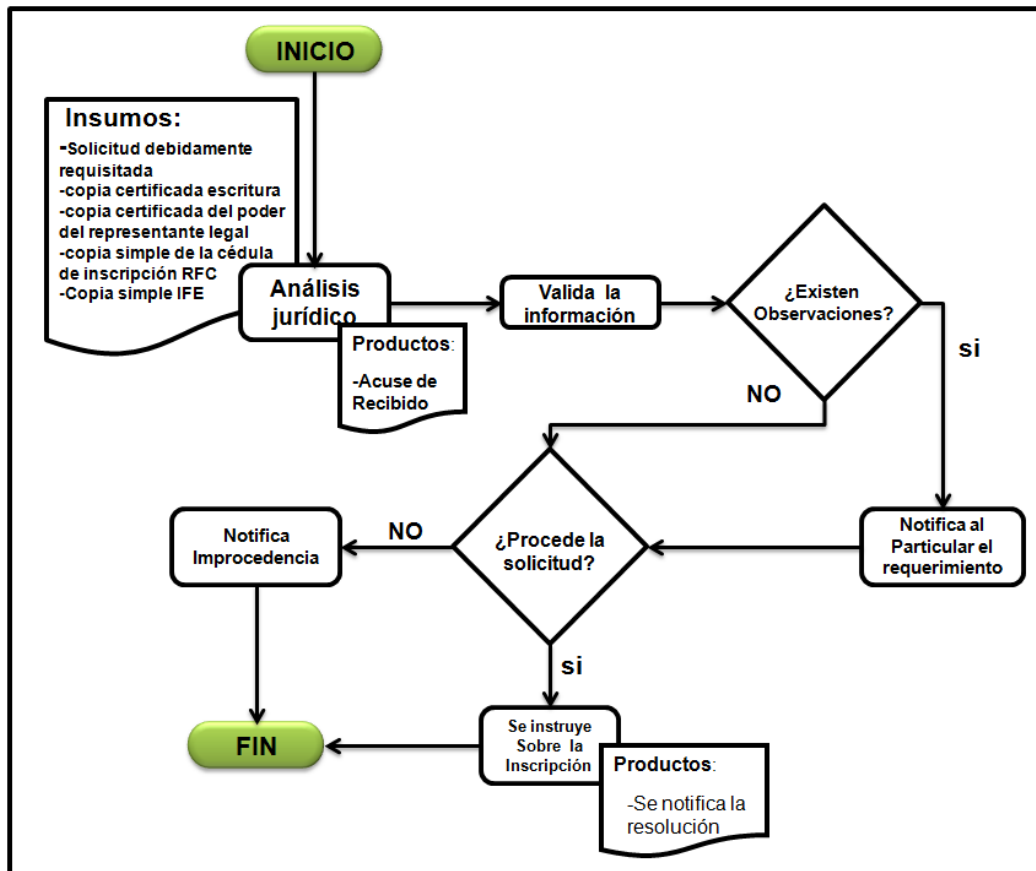 INICIO
Insumos:
-Solicitud debidamente
requisitada
-copia certificada escritura
-copia certificada del poder
del representante legal
-copia simple de la cédula
de inscripción RFC
-Copia simple IFE
Análisis
jurídico
Productos:
-Acuse de
Recibido
Valida la
información
¿Existen
Observaciones?
si
NO
Notifica al
Particular el
requerimiento
¿Procede la
solicitud?
NO
Notifica
Improcedencia
si
Se instruye
Sobre la
Inscripción
Productos:
-Se notifica la
resolución
FIN